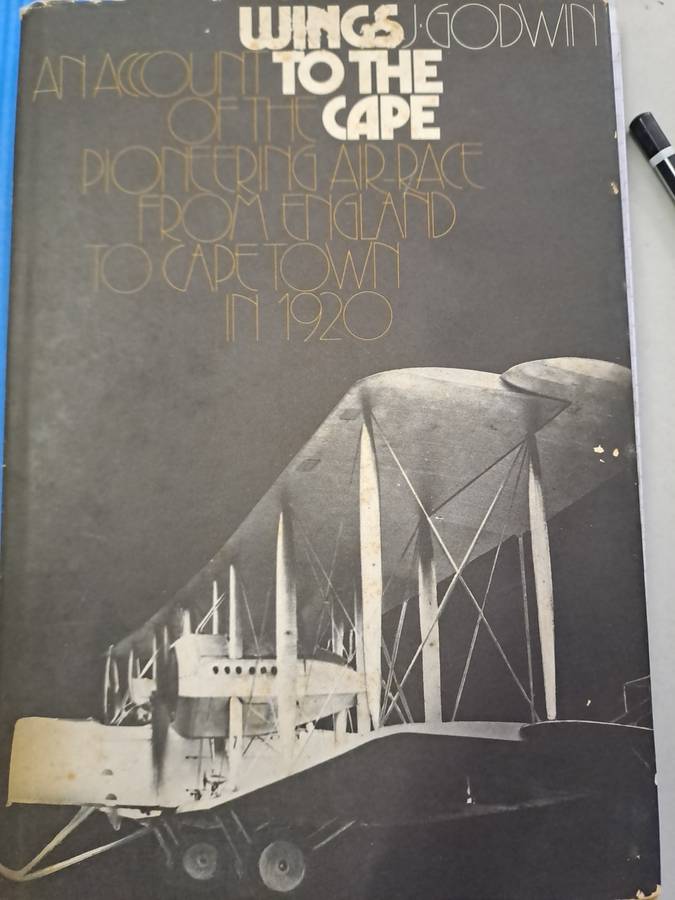 WINGS J·GODWIN
AN ACCOUNT TO THE
OF THE CAPE
PIONEERING AIR RACE
FROM ENGLAND
TO CAPE TOWN
IN 1920